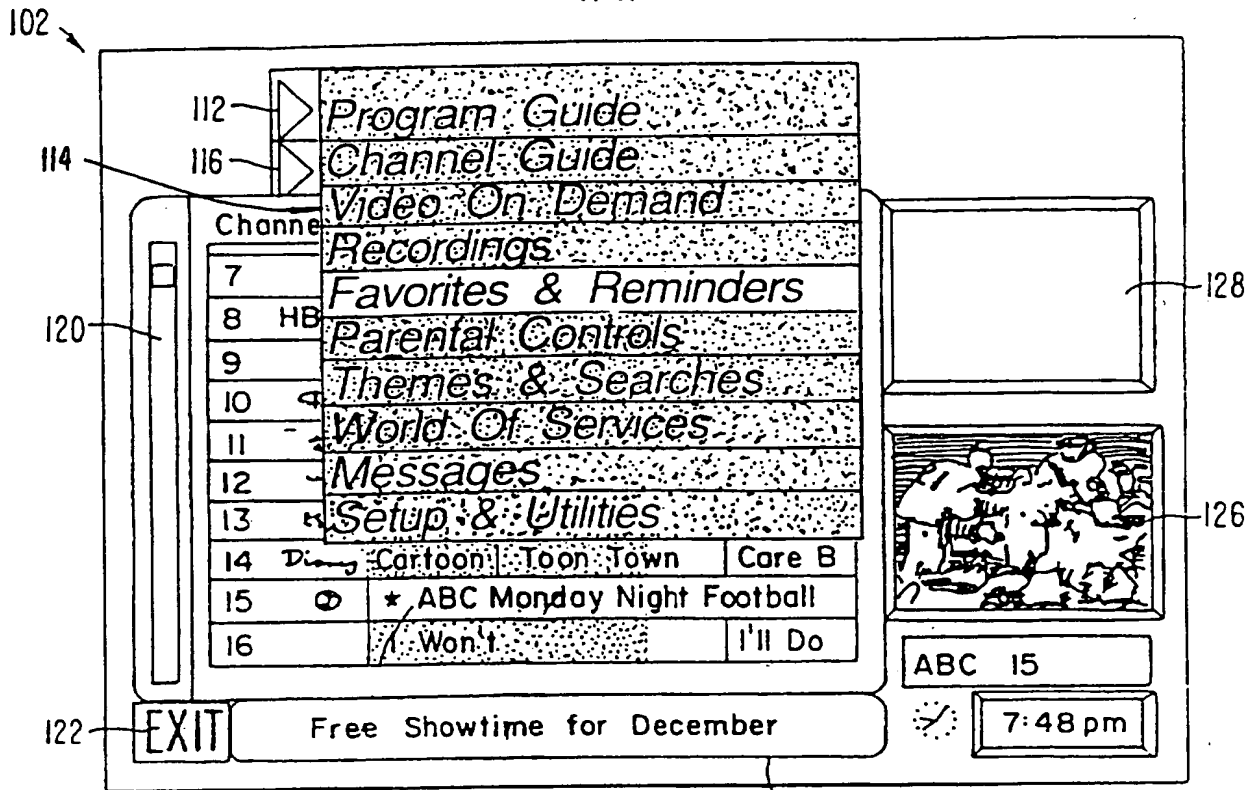 102
112
Program Guide
116
Channel Guide
114
Video On Demand
Channe
Recordings
7
Favorites & Reminders
128
8 HB
Parental Controls
120
9
Themes & Searches
10
World Of Services
11
Messages
12
Setup & Utilities
13
126
14 Disney Cartoon Toon Town Care B
15 ★ ABC Monday Night Football
16 I Won't I'll Do
ABC 15
122
EXIT
Free Showtime for December
7:48 pm